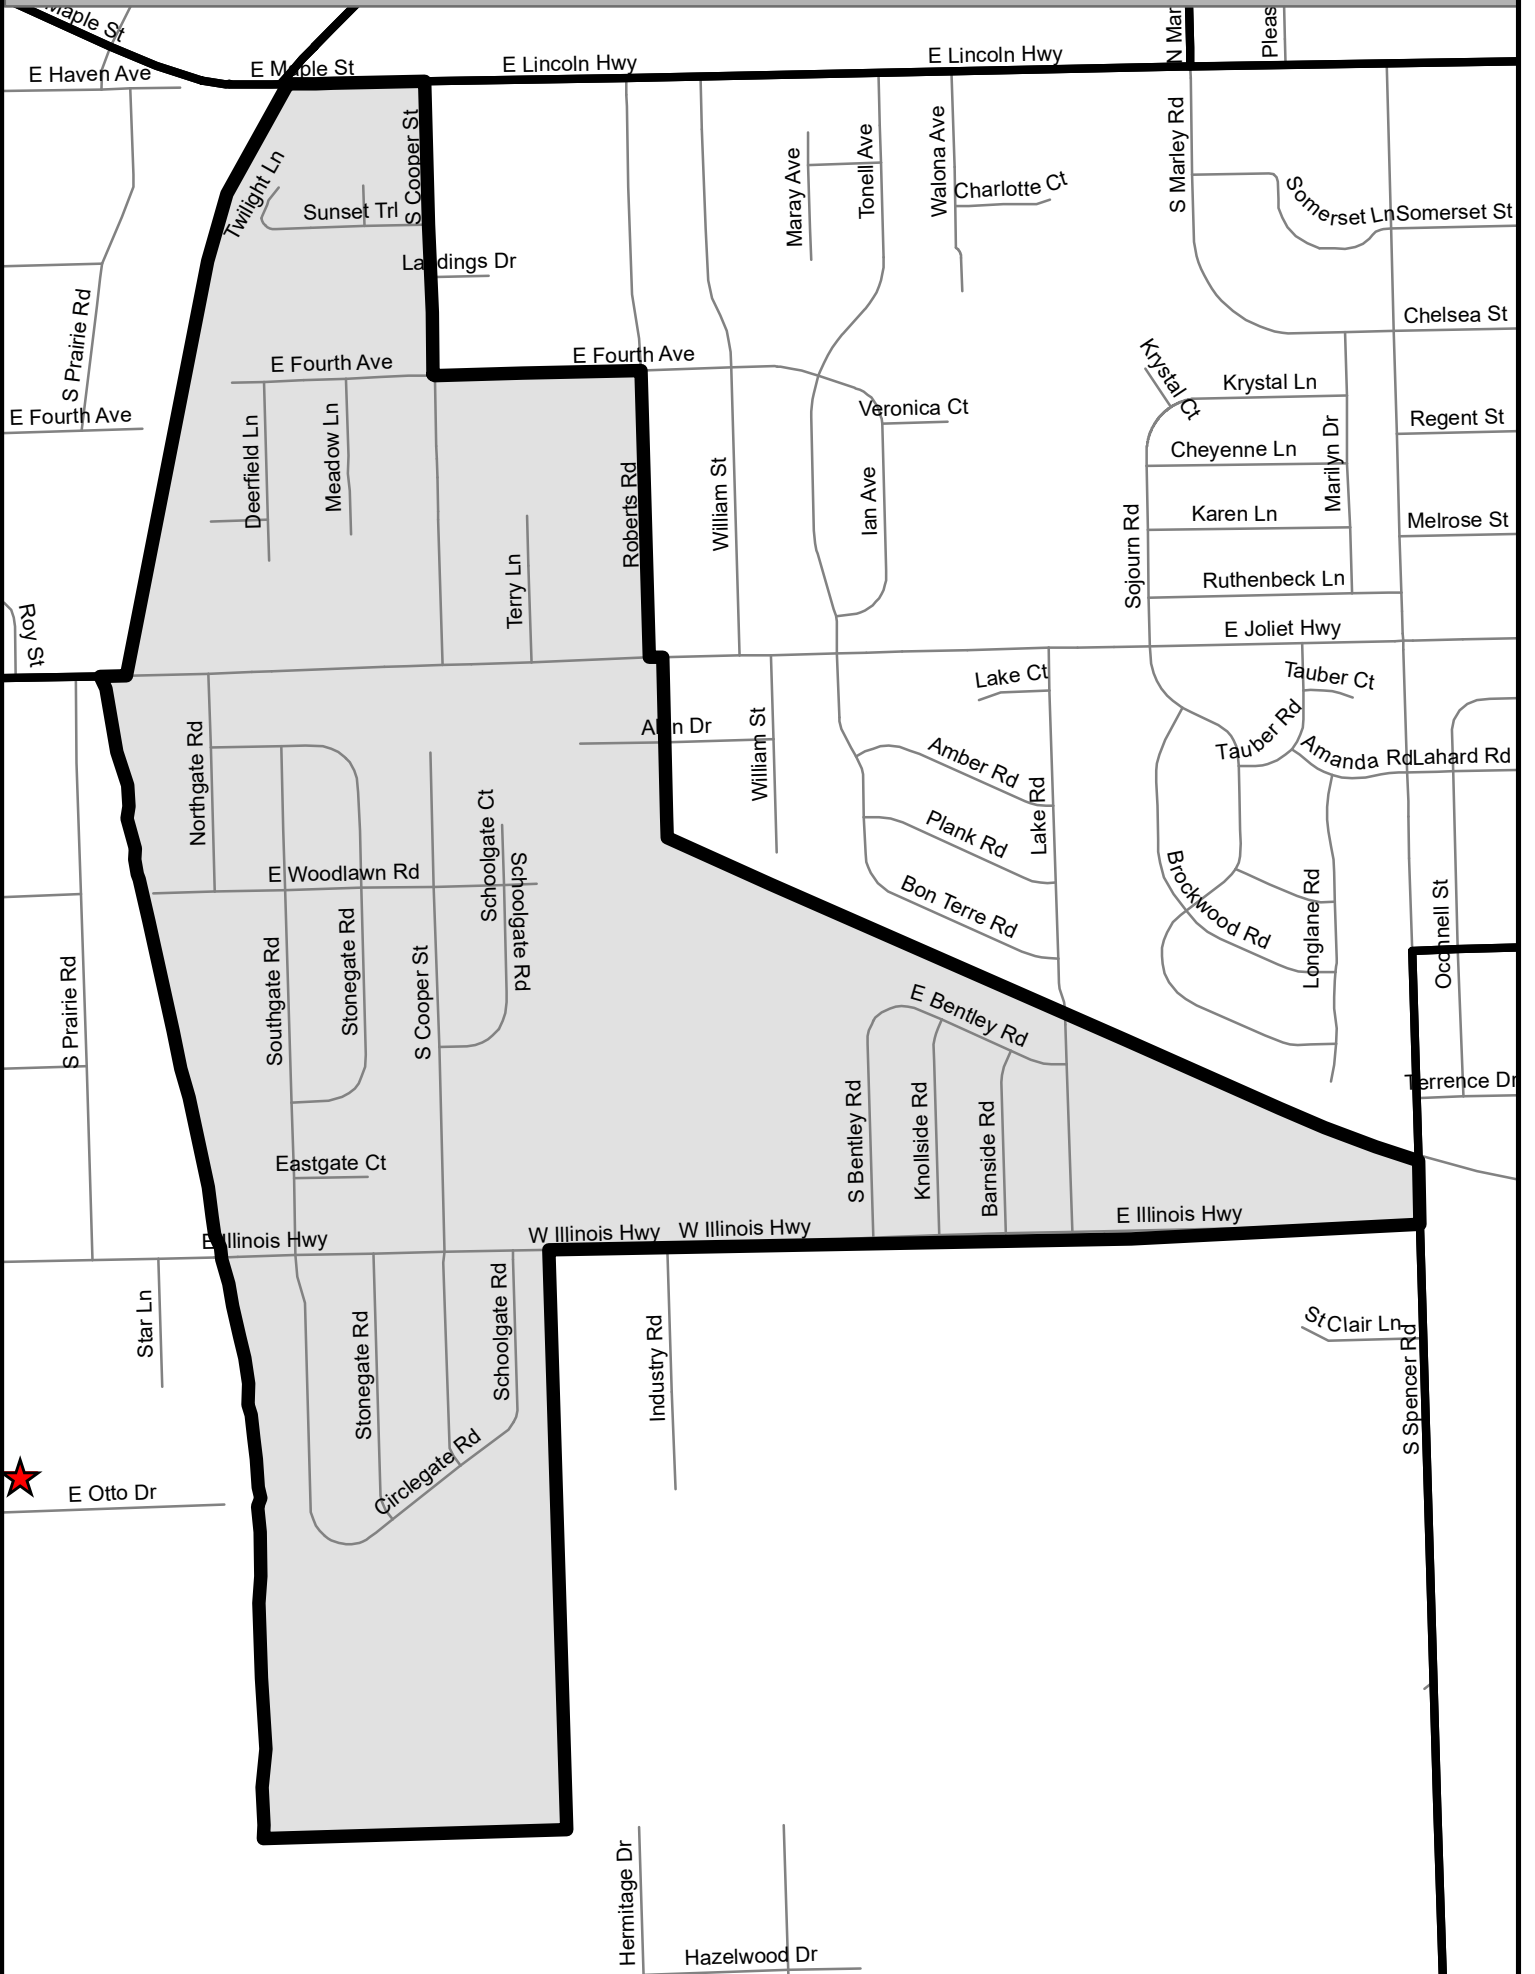 Maple St
N Mar
Pleas
E Haven Ave
E Maple St
E Lincoln Hwy
E Lincoln Hwy
Twilight Ln
Sunset Trl
S Cooper St
Landings Dr
Maray Ave
Tonell Ave
Walona Ave
Charlotte Ct
S Marley Rd
Somerset Ln
Somerset St
S Prairie Rd
E Fourth Ave
E Fourth Ave
E Fourth Ave
Chelsea St
Krystal Ct
Krystal Ln
Veronica Ct
Regent St
Deerfield Ln
Meadow Ln
Cheyenne Ln
Marilyn Dr
Roberts Rd
William St
Ian Ave
Karen Ln
Melrose St
Terry Ln
Sojourn Rd
Ruthenbeck Ln
Roy St
E Joliet Hwy
Lake Ct
Tauber Ct
Northgate Rd
William St
Amber Rd
Tauber Rd
Amanda Rd
Lahard Rd
Plank Rd
Lake Rd
Schoolgate Ct
E Woodlawn Rd
Schoolgate Rd
Bon Terre Rd
Brockwood Rd
Longlane Rd
Oconnell St
S Prairie Rd
Southgate Rd
Stonegate Rd
S Cooper St
E Bentley Rd
Terrence Dr
S Bentley Rd
Knollside Rd
Barnside Rd
Eastgate Ct
E Illinois Hwy
W Illinois Hwy
W Illinois Hwy
E Illinois Hwy
Star Ln
Stonegate Rd
Schoolgate Rd
Industry Rd
St Clair Ln
S Spencer Rd
Circlegate Rd
E Otto Dr
Hermitage Dr
Hazelwood Dr